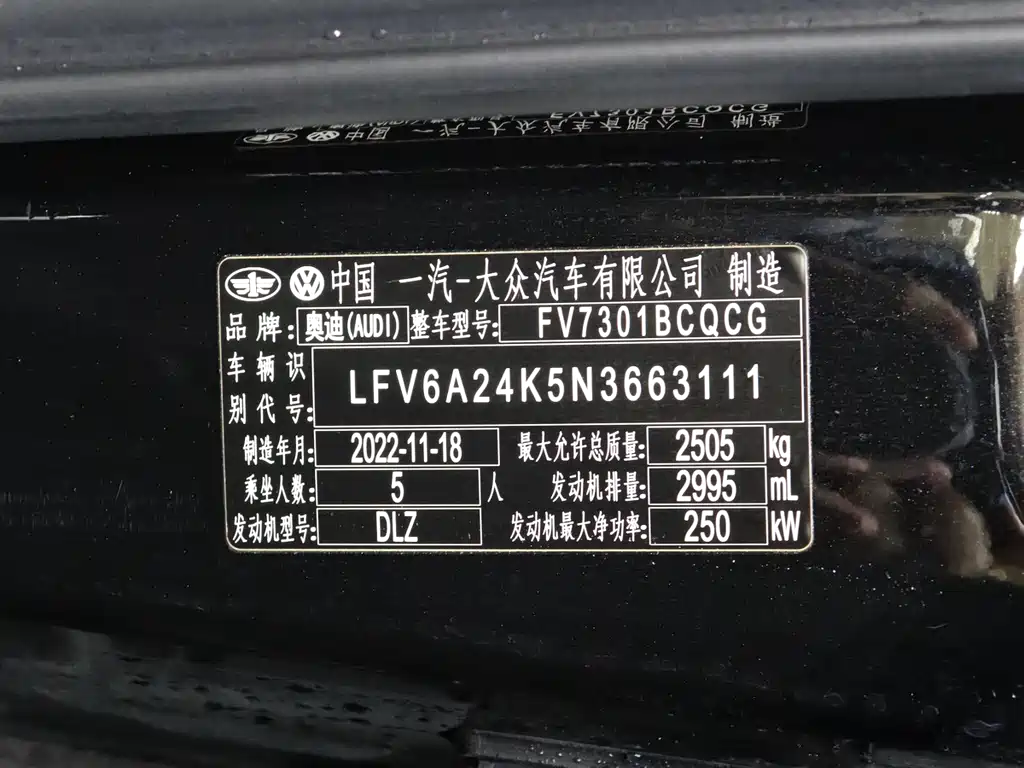 中国 一汽-大众汽车有限公司 制造
品牌: 奥迪(AUDI) 整车型号: FV7301BCQCG
车辆识别代号: LFV6A24K5N3663111
制造年月: 2022-11-18 最大允许总质量: 2505 kg
乘坐人数: 5 人 发动机排量: 2995 mL
发动机型号: DLZ 发动机最大净功率: 250 kW